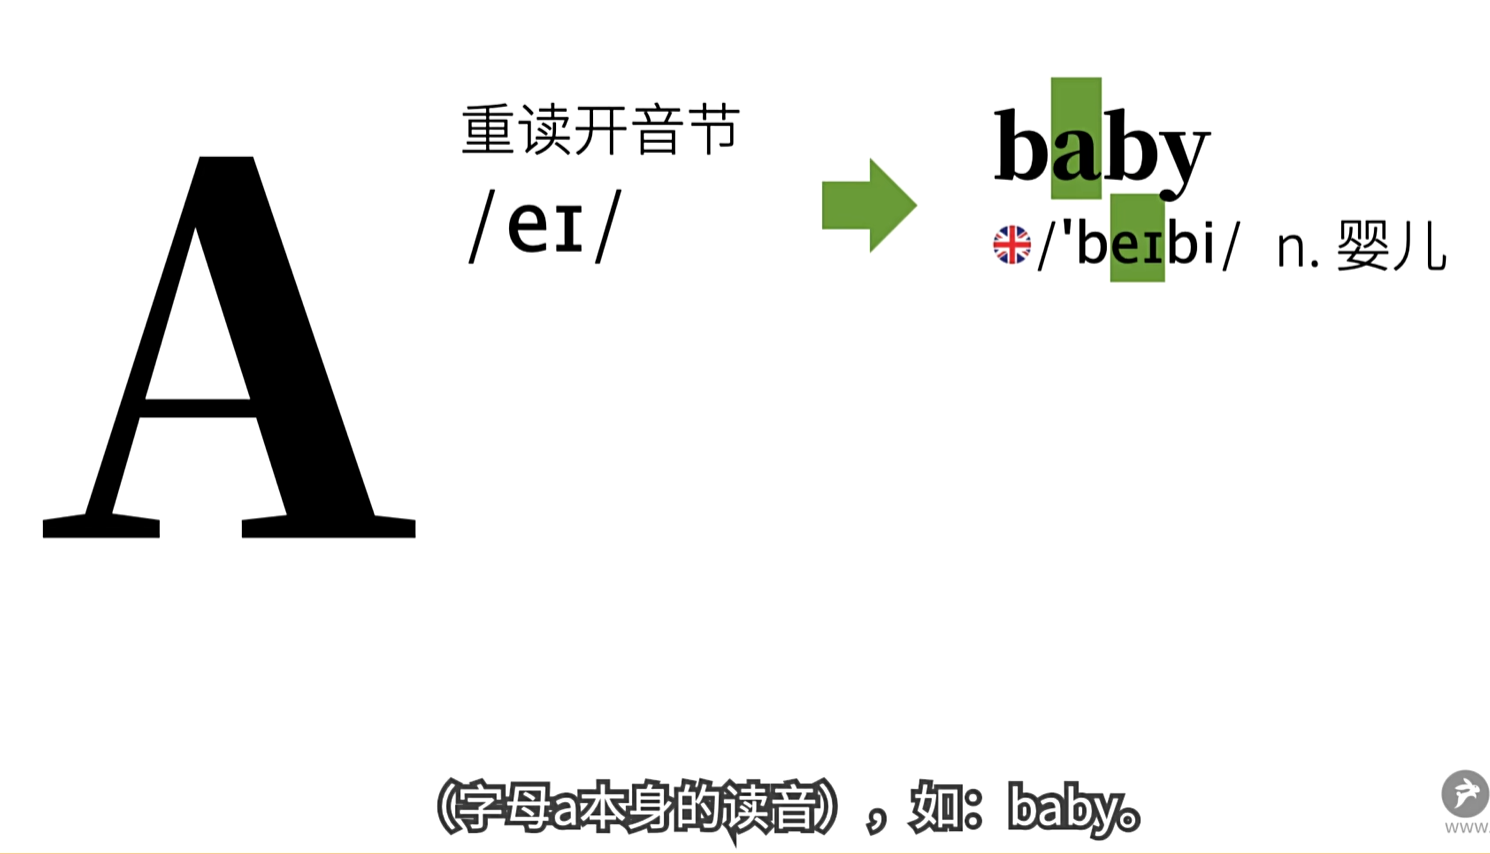 A
重读开音节
/eɪ/
baby
/'beɪbi/ n. 婴儿
（字母a本身的读音），如：baby。
www.